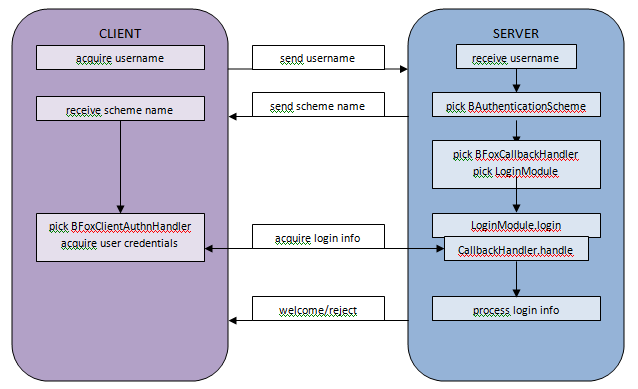 CLIENT
SERVER
acquire username
send username
receive username
receive scheme name
send scheme name
pick BAuthenticationScheme
pick BFoxCallbackHandler
pick LoginModule
pick BFoxClientAuthnHandler
acquire user credentials
acquire login info
LoginModule.login
CallbackHandler.handle
welcome/reject
process login info